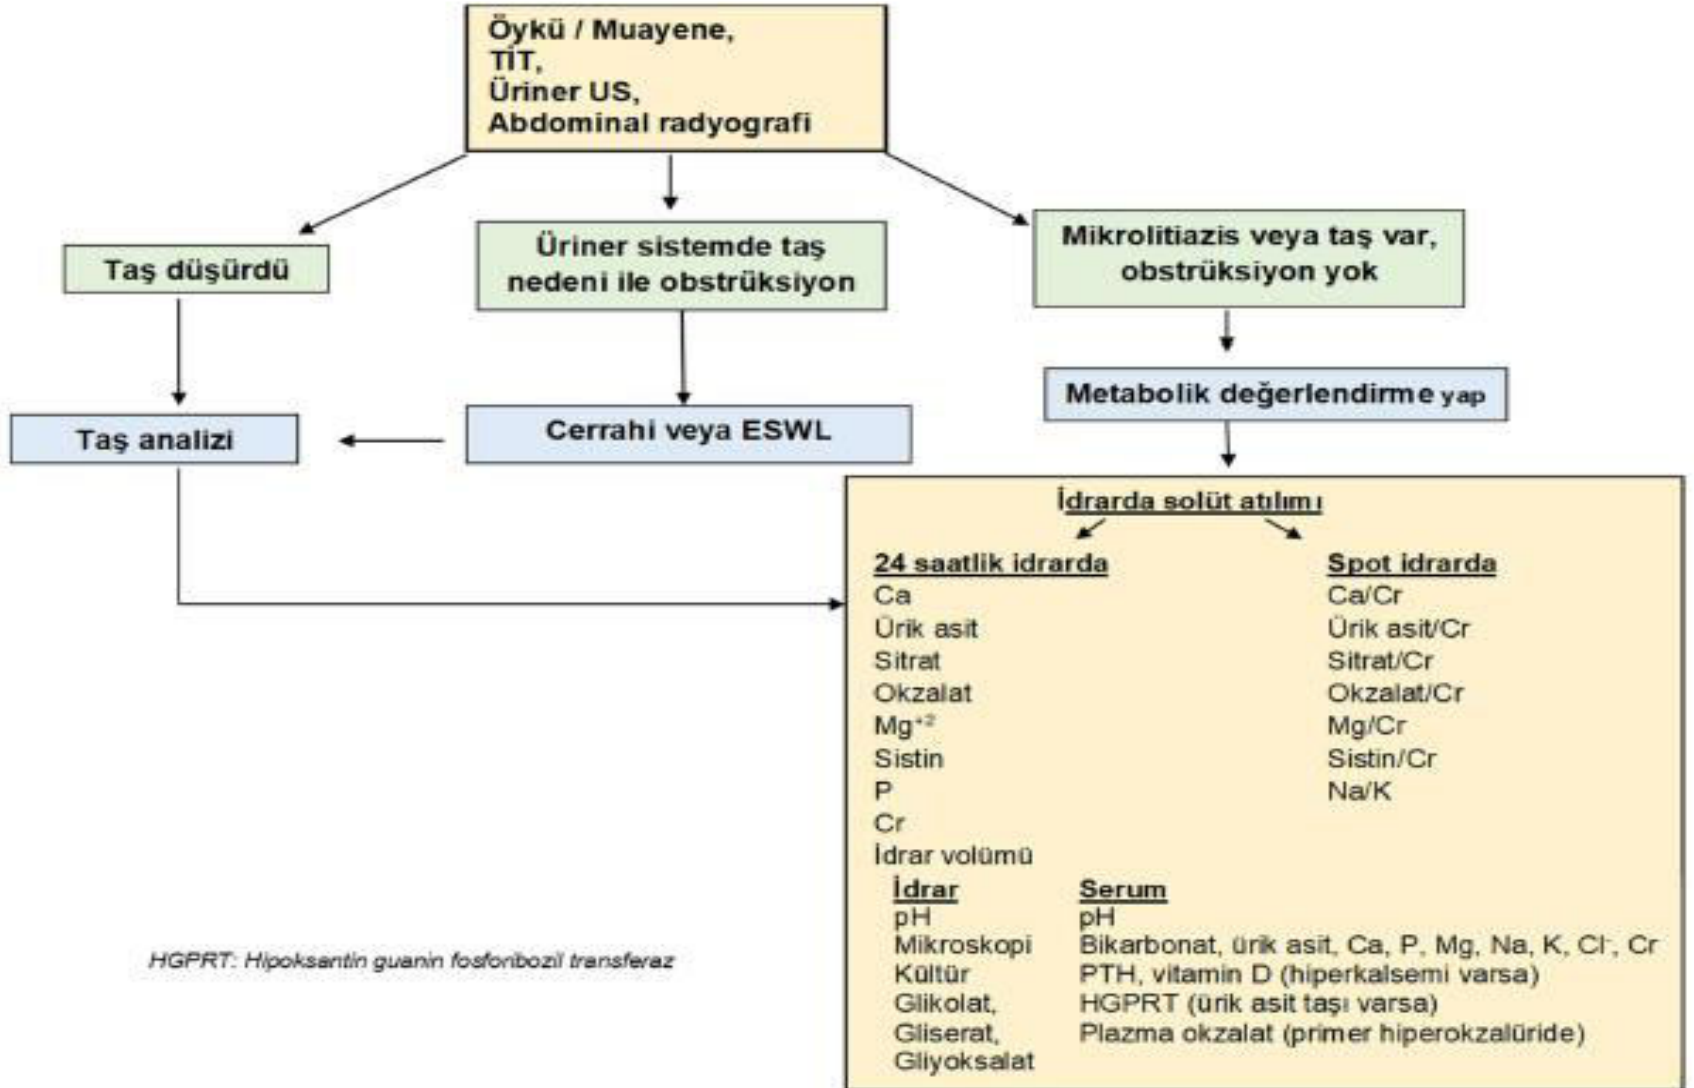 Öykü / Muayene,
TİT,
Üriner US,
Abdominal radyografi
Taş düşürdü
Üriner sistemde taş
nedeni ile obstrüksiyon
Mikrolitiazis veya taş var,
obstrüksiyon yok
Taş analizi
Cerrahi veya ESWL
Metabolik değerlendirme yap
İdrarda solüt atılımı
24 saatlik idrarda
Ca
Ürik asit
Sitrat
Okzalat
Mg⁺²
Sistin
P
Cr
İdrar volümü
Spot idrarda
Ca/Cr
Ürik asit/Cr
Sitrat/Cr
Okzalat/Cr
Mg/Cr
Sistin/Cr
Na/K
İdrar
pH
Mikroskopi
Kültür
Glikolat,
Gliserat,
Gliyoksalat
Serum
pH
Bikarbonat, ürik asit, Ca, P, Mg, Na, K, Cl⁻, Cr
PTH, vitamin D (hiperkalsemi varsa)
HGPRT (ürik asit taşı varsa)
Plazma okzalat (primer hiperokzalüride)
HGPRT: Hipoksantin guanin fosforibozil transferaz